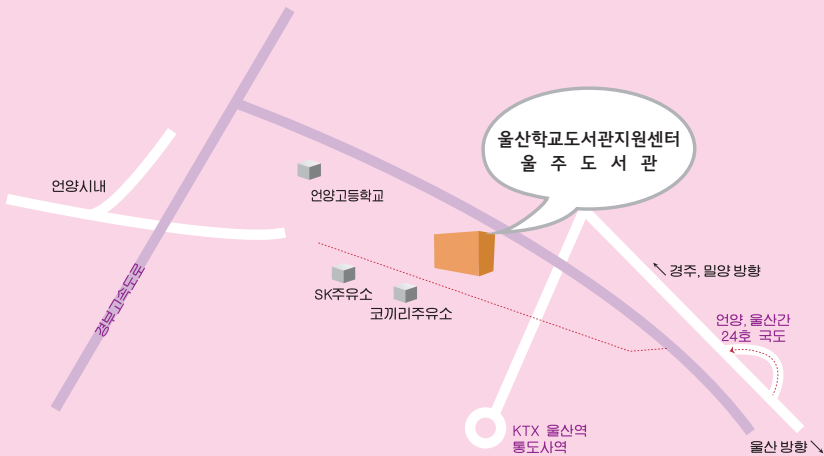 울산학교도서관지원센터
울 주 도 서 관
언양시내
언양고등학교
경부고속도로
SK주유소
코끼리주유소
경주, 밀양 방향
언양, 울산간
24호 국도
KTX 울산역
통도사역
울산 방향